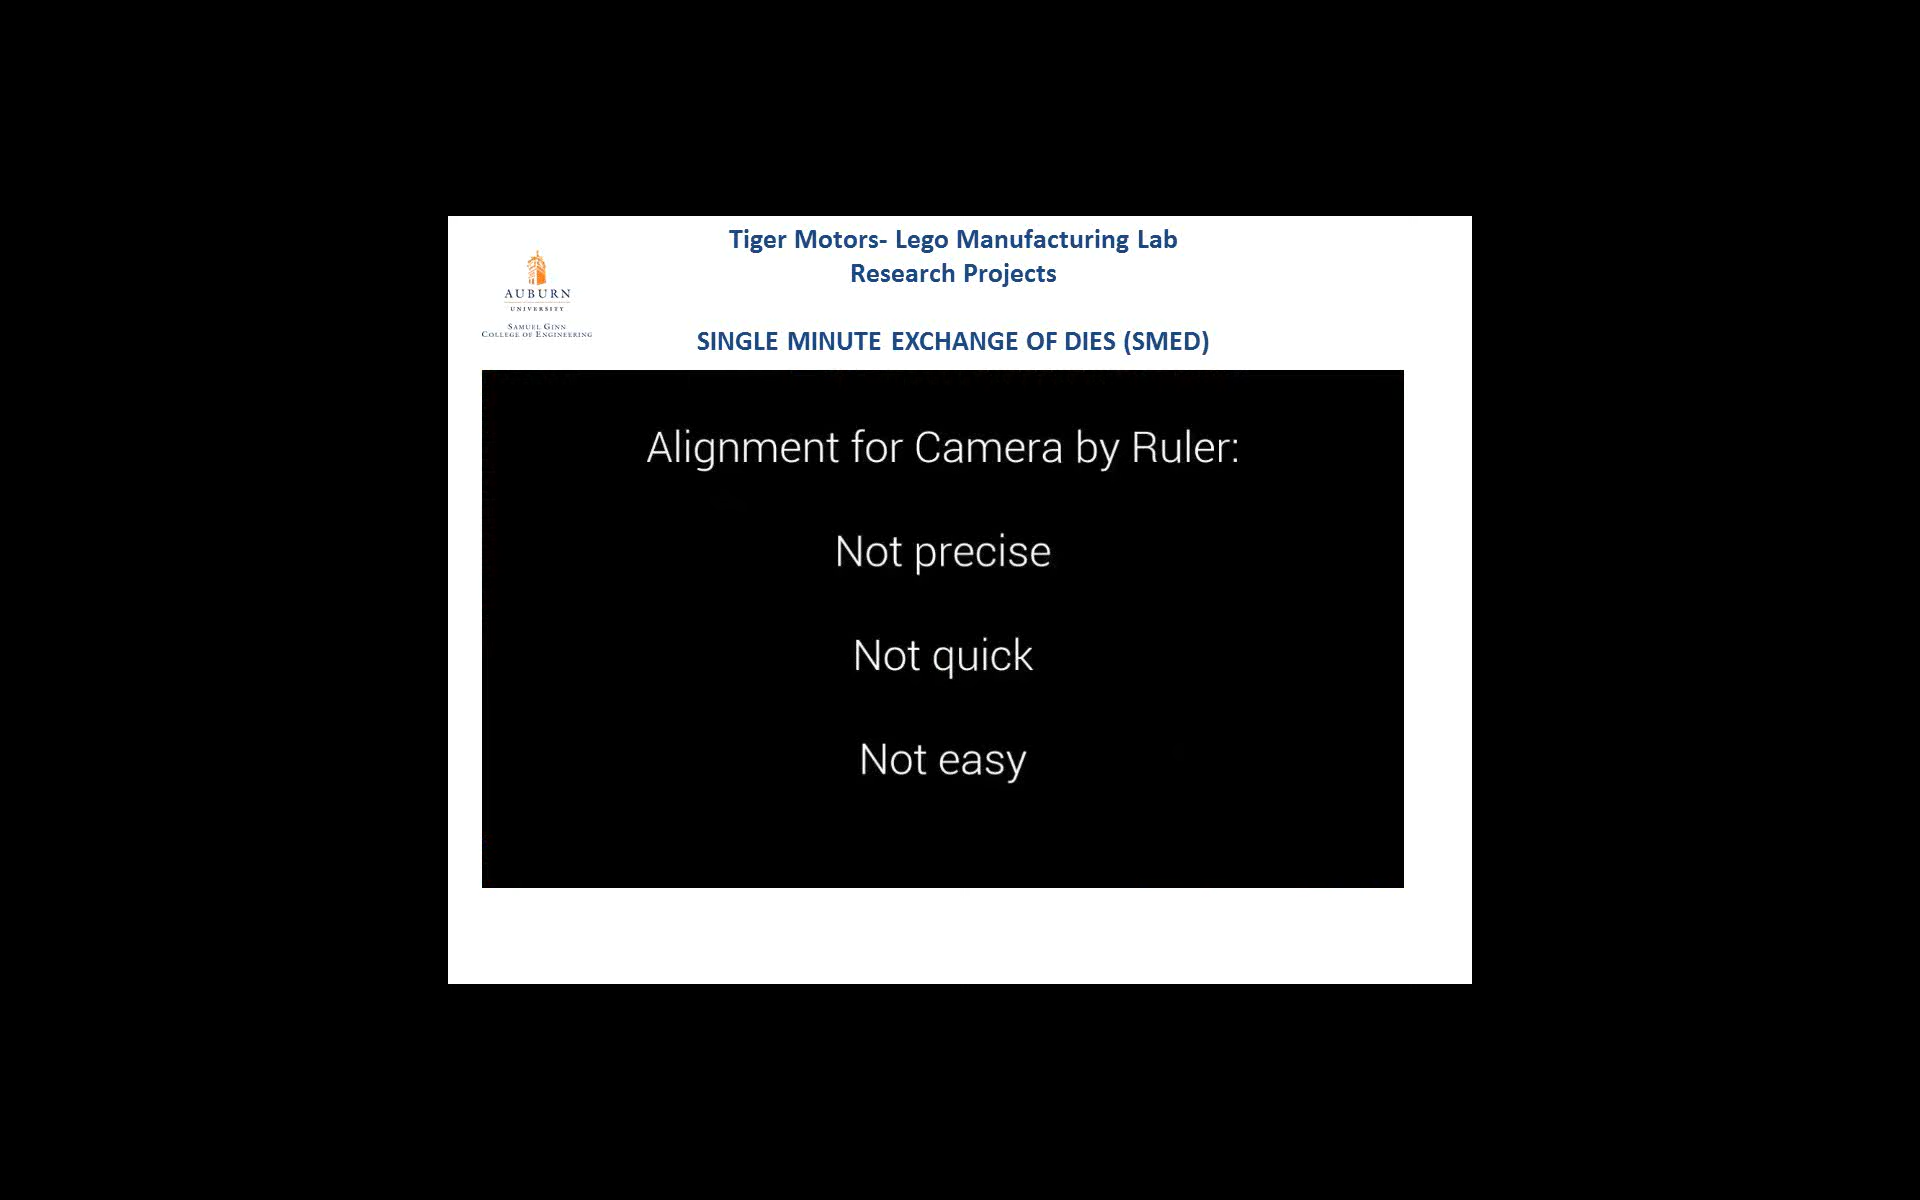 Tiger Motors- Lego Manufacturing Lab
Research Projects
AUBURN
UNIVERSITY
SAMUEL GINN
COLLEGE OF ENGINEERING
SINGLE MINUTE EXCHANGE OF DIES (SMED)
Alignment for Camera by Ruler:
Not precise
Not quick
Not easy